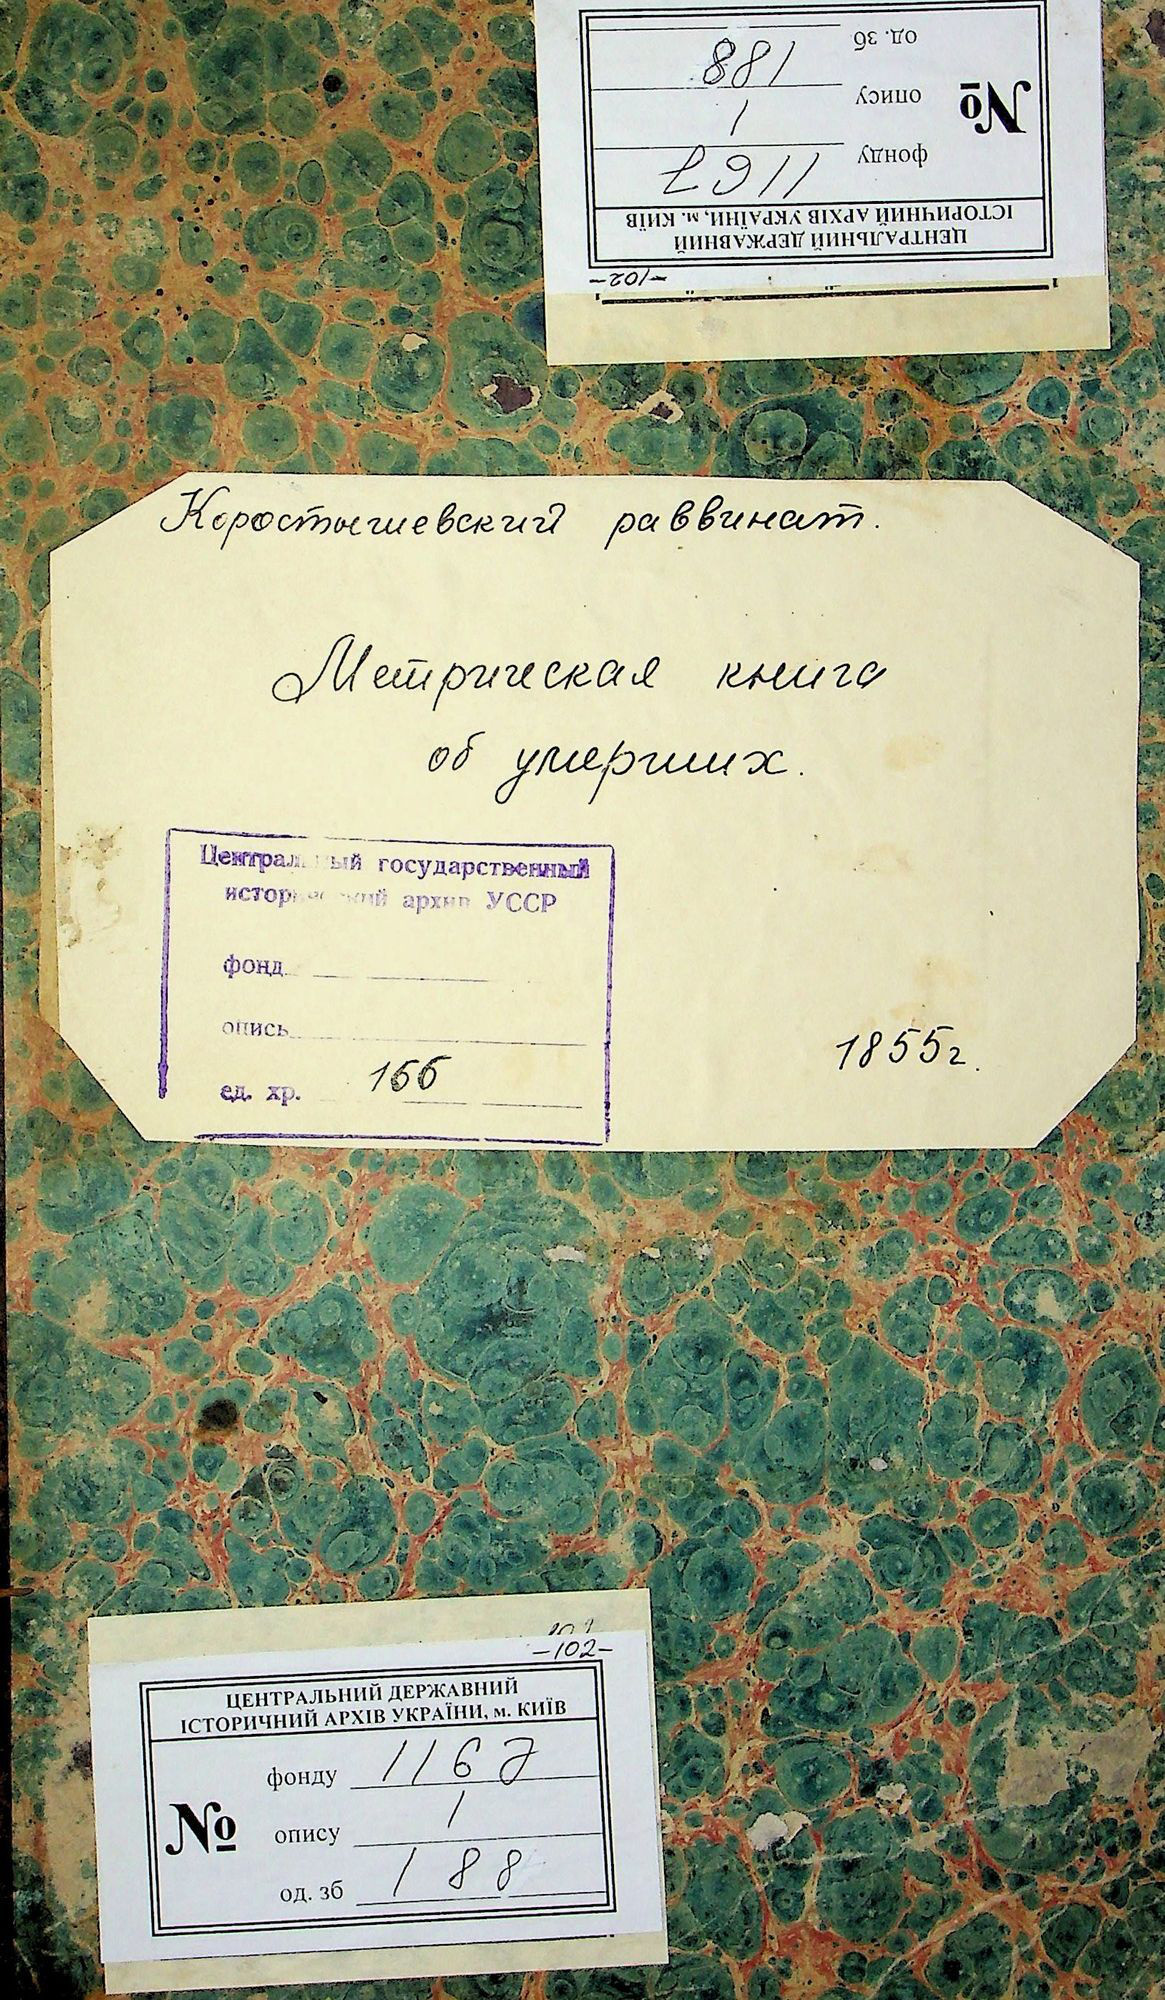 од. зб 188
опису 1
№
фонду 1167
ЦЕНТРАЛЬНИЙ ДЕРЖАВНИЙ
ІСТОРИЧНИЙ АРХІВ УКРАЇНИ, м. КИЇВ
-102-
Коростышевский раввинат.
Метрическая книга
об умерших.
Центральный государственный
исторический архив УССР
фонд
опись
ед. хр. 166
1855г.
-102-
ЦЕНТРАЛЬНИЙ ДЕРЖАВНИЙ
ІСТОРИЧНИЙ АРХІВ УКРАЇНИ, м. КИЇВ
фонду 1167
№
опису 1
од. зб 188